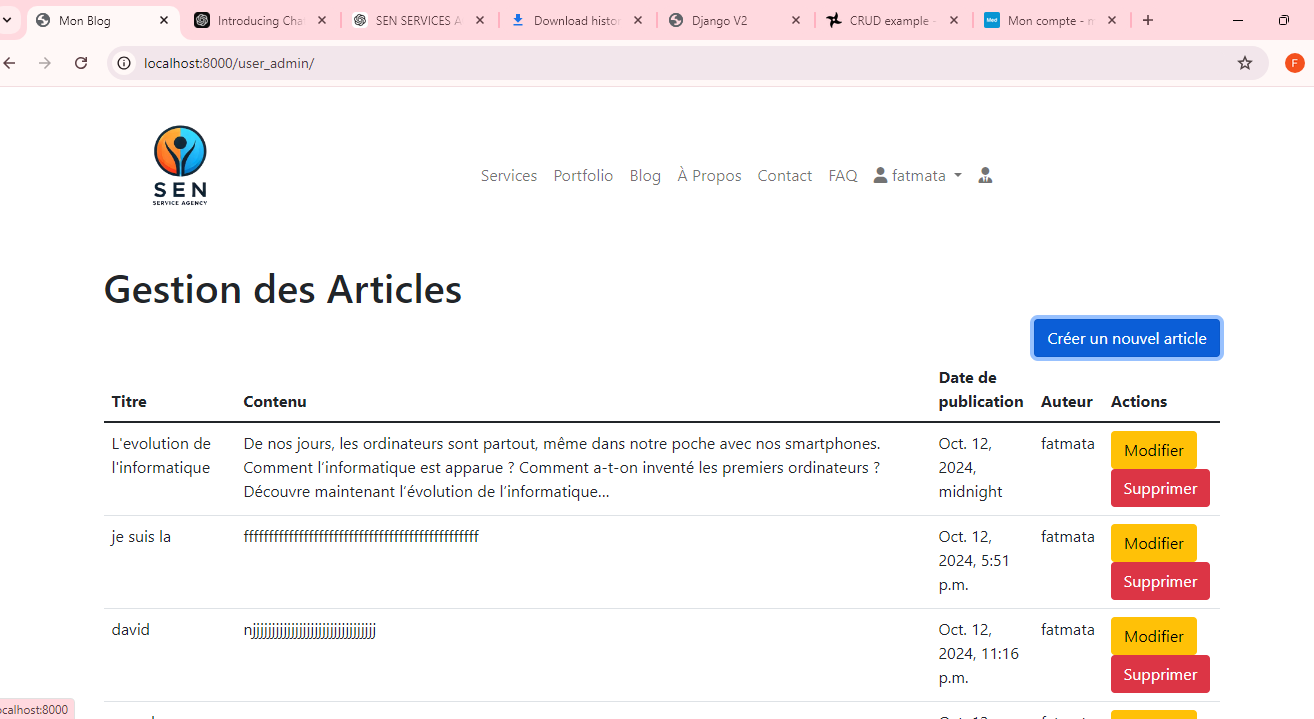 Mon Blog
Introducing Cha
SEN SERVICES A
Download histor
Django V2
CRUD example -
Mon compte - m
localhost:8000/user_admin/
F
SEN
SERVICE AGENCY
Services
Portfolio
Blog
À Propos
Contact
FAQ
fatmata
Gestion des Articles
Créer un nouvel article
Titre
Contenu
Date de
publication
Auteur
Actions
L'evolution de
l'informatique
De nos jours, les ordinateurs sont partout, même dans notre poche avec nos smartphones.
Comment l’informatique est apparue ? Comment a-t-on inventé les premiers ordinateurs ?
Découvre maintenant l’évolution de l’informatique...
Oct. 12,
2024,
midnight
fatmata
Modifier
Supprimer
je suis la
fffffffffffffffffffffffffffffffffffffffffffffff
Oct. 12,
2024, 5:51
p.m.
fatmata
Modifier
Supprimer
david
njjjjjjjjjjjjjjjjjjjjjjjjjjjjjjj
Oct. 12,
2024, 11:16
p.m.
fatmata
Modifier
Supprimer
ocalhost:8000